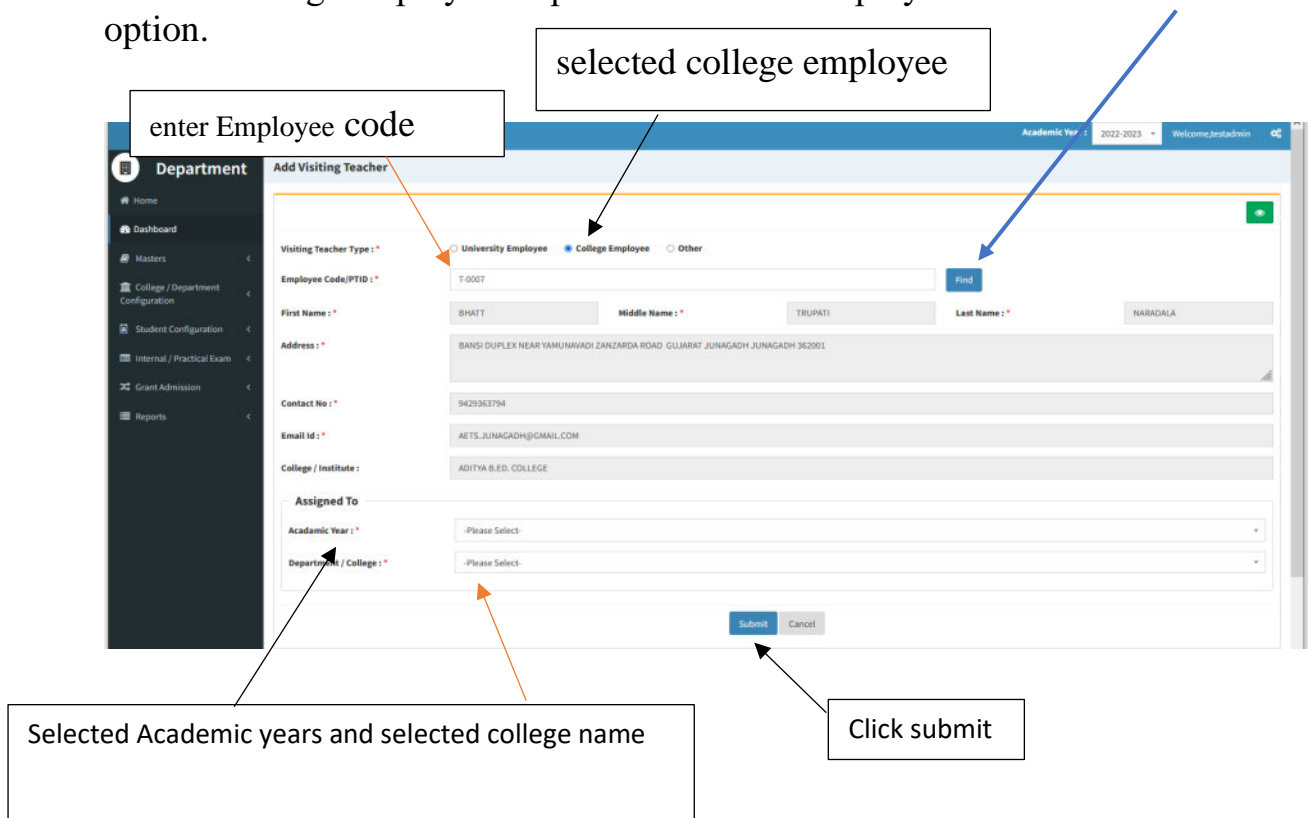 option.
selected college employee
enter Employee code
Academic Year : 2022-2023 Welcome,testadmin
Department
Add Visiting Teacher
Home
Dashboard
Masters
College / Department
Configuration
Student Configuration
Internal / Practical Exam
Grant Admission
Reports
Visiting Teacher Type : * University Employee College Employee Other
Employee Code/PTID : * T-0007 Find
First Name : * BHATT Middle Name : * TRUPATI Last Name : * NARADALA
Address : * BANSI DUPLEX NEAR YAMUNAVADI ZANZARDA ROAD GUJARAT JUNAGADH JUNAGADH 362001
Contact No : * 9429363794
Email Id : * AETS.JUNAGADH@GMAIL.COM
College / Institute : ADITYA B.ED. COLLEGE
Assigned To
Acadamic Year : * -Please Select-
Department / College : * -Please Select-
Submit Cancel
Selected Academic years and selected college name
Click submit